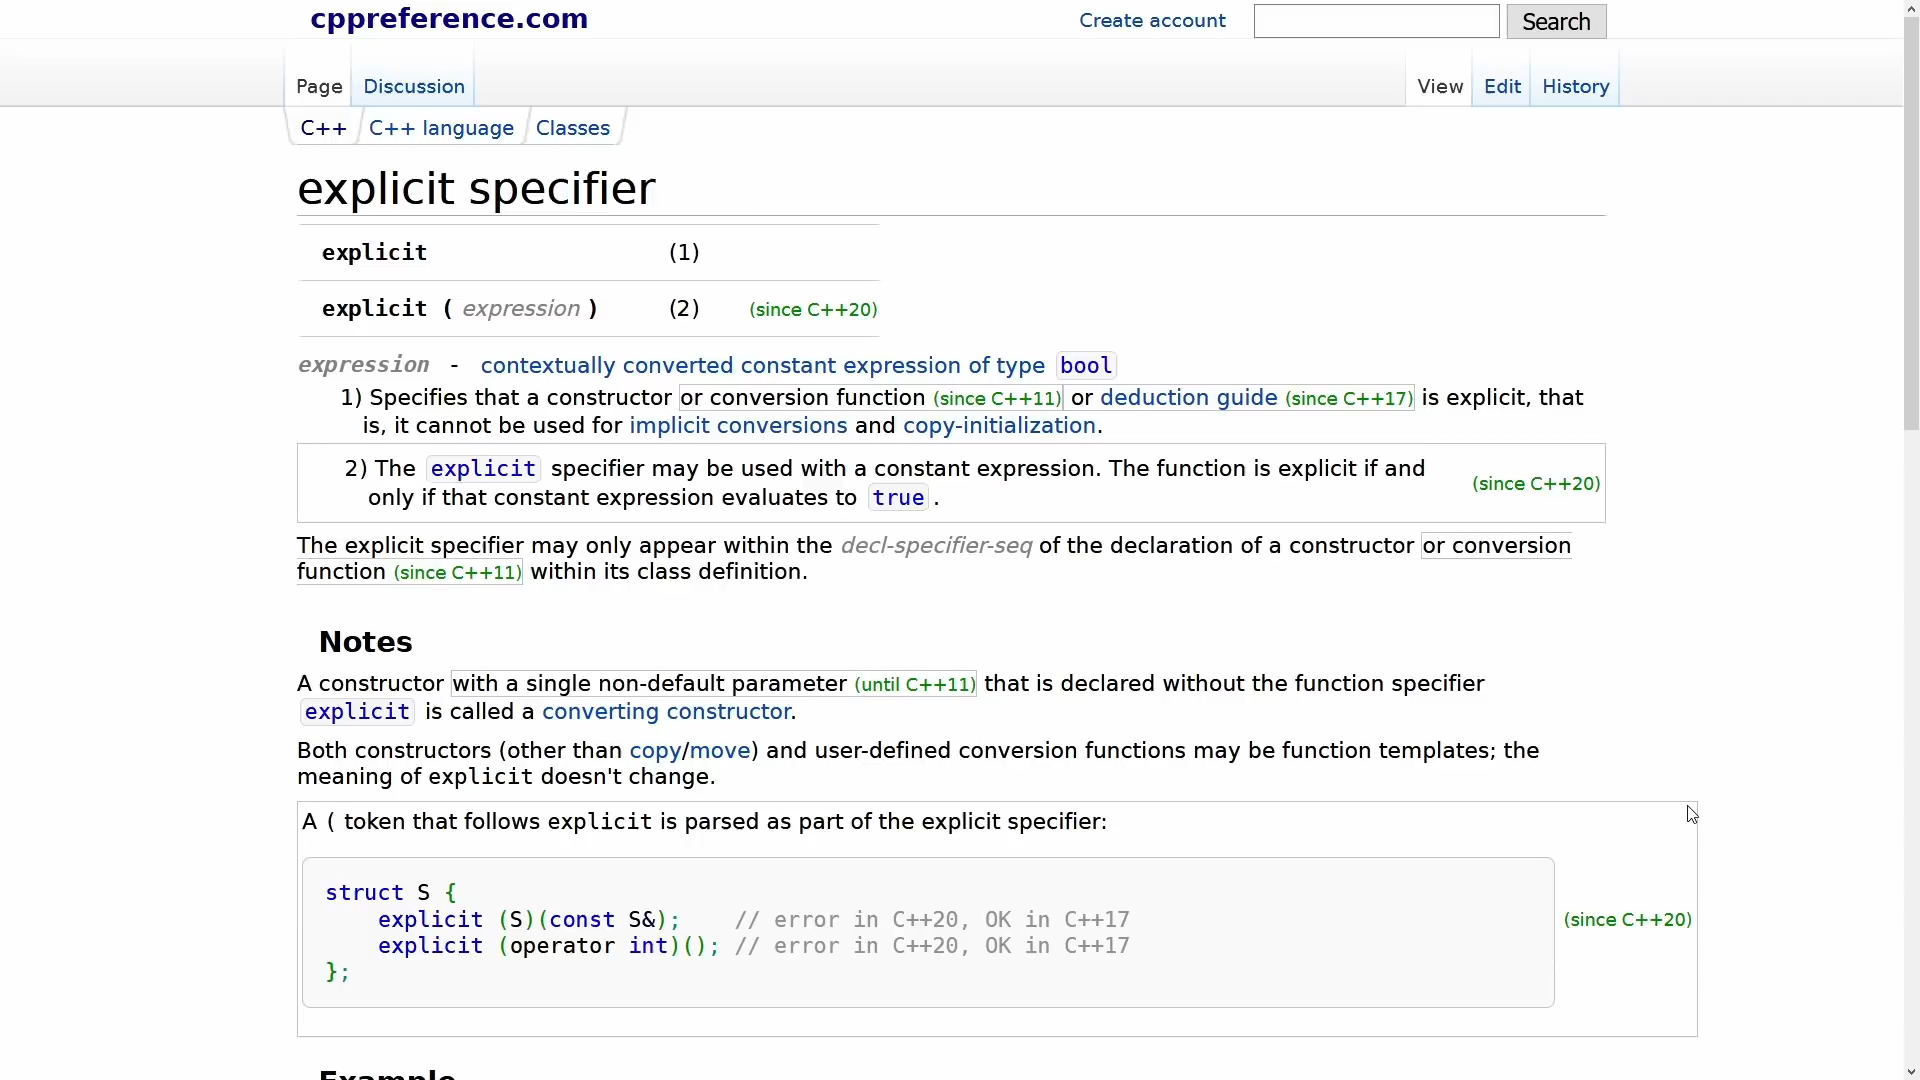 cppreference.com
Create account
Search
Page
Discussion
View
Edit
History
C++
C++ language
Classes
explicit specifier
explicit (1)
explicit ( expression ) (2) (since C++20)
expression - contextually converted constant expression of type bool
1) Specifies that a constructor or conversion function (since C++11) or deduction guide (since C++17) is explicit, that
is, it cannot be used for implicit conversions and copy-initialization.
2) The explicit specifier may be used with a constant expression. The function is explicit if and
only if that constant expression evaluates to true .
(since C++20)
The explicit specifier may only appear within the decl-specifier-seq of the declaration of a constructor or conversion
function (since C++11) within its class definition.
Notes
A constructor with a single non-default parameter (until C++11) that is declared without the function specifier
explicit is called a converting constructor.
Both constructors (other than copy/move) and user-defined conversion functions may be function templates; the
meaning of explicit doesn't change.
A ( token that follows explicit is parsed as part of the explicit specifier:
struct S {
    explicit (S)(const S&);    // error in C++20, OK in C++17
    explicit (operator int)(); // error in C++20, OK in C++17
};
(since C++20)
Example